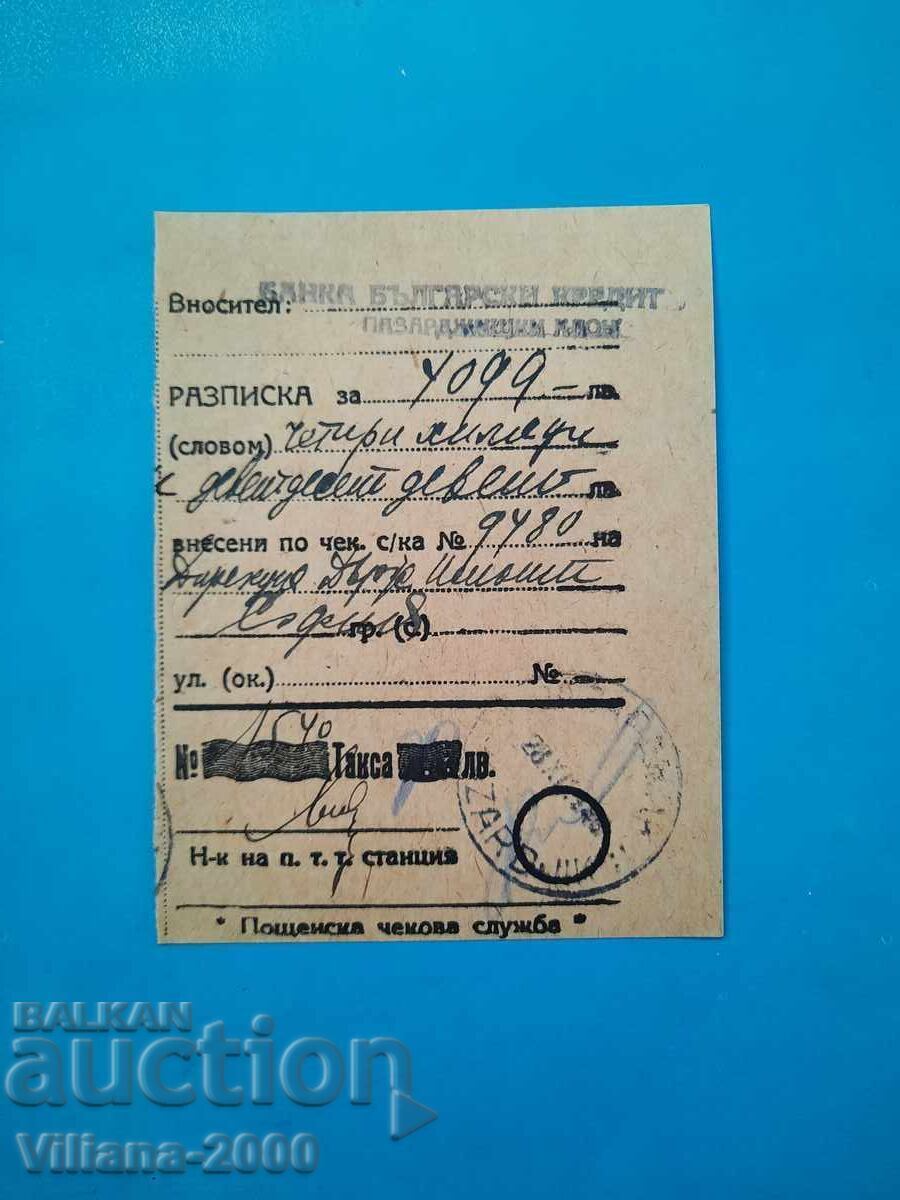 БАНКА БЪЛГАРСКИ КРЕДИТ
Вносител:
ПАЗАРДЖИШКИ КЛОН
РАЗПИСКА за 4099.– лв.
(словом) четири хиляди
и деветдесет девет лв.
внесени по чек. с/ка № 9480 на
София гр. (с.)
ул. (ок.) №
№ Такса лв.
Н-к на п. т. т. станция
* Пощенска чекова служба *
BALKAN
auction
Viliana-2000